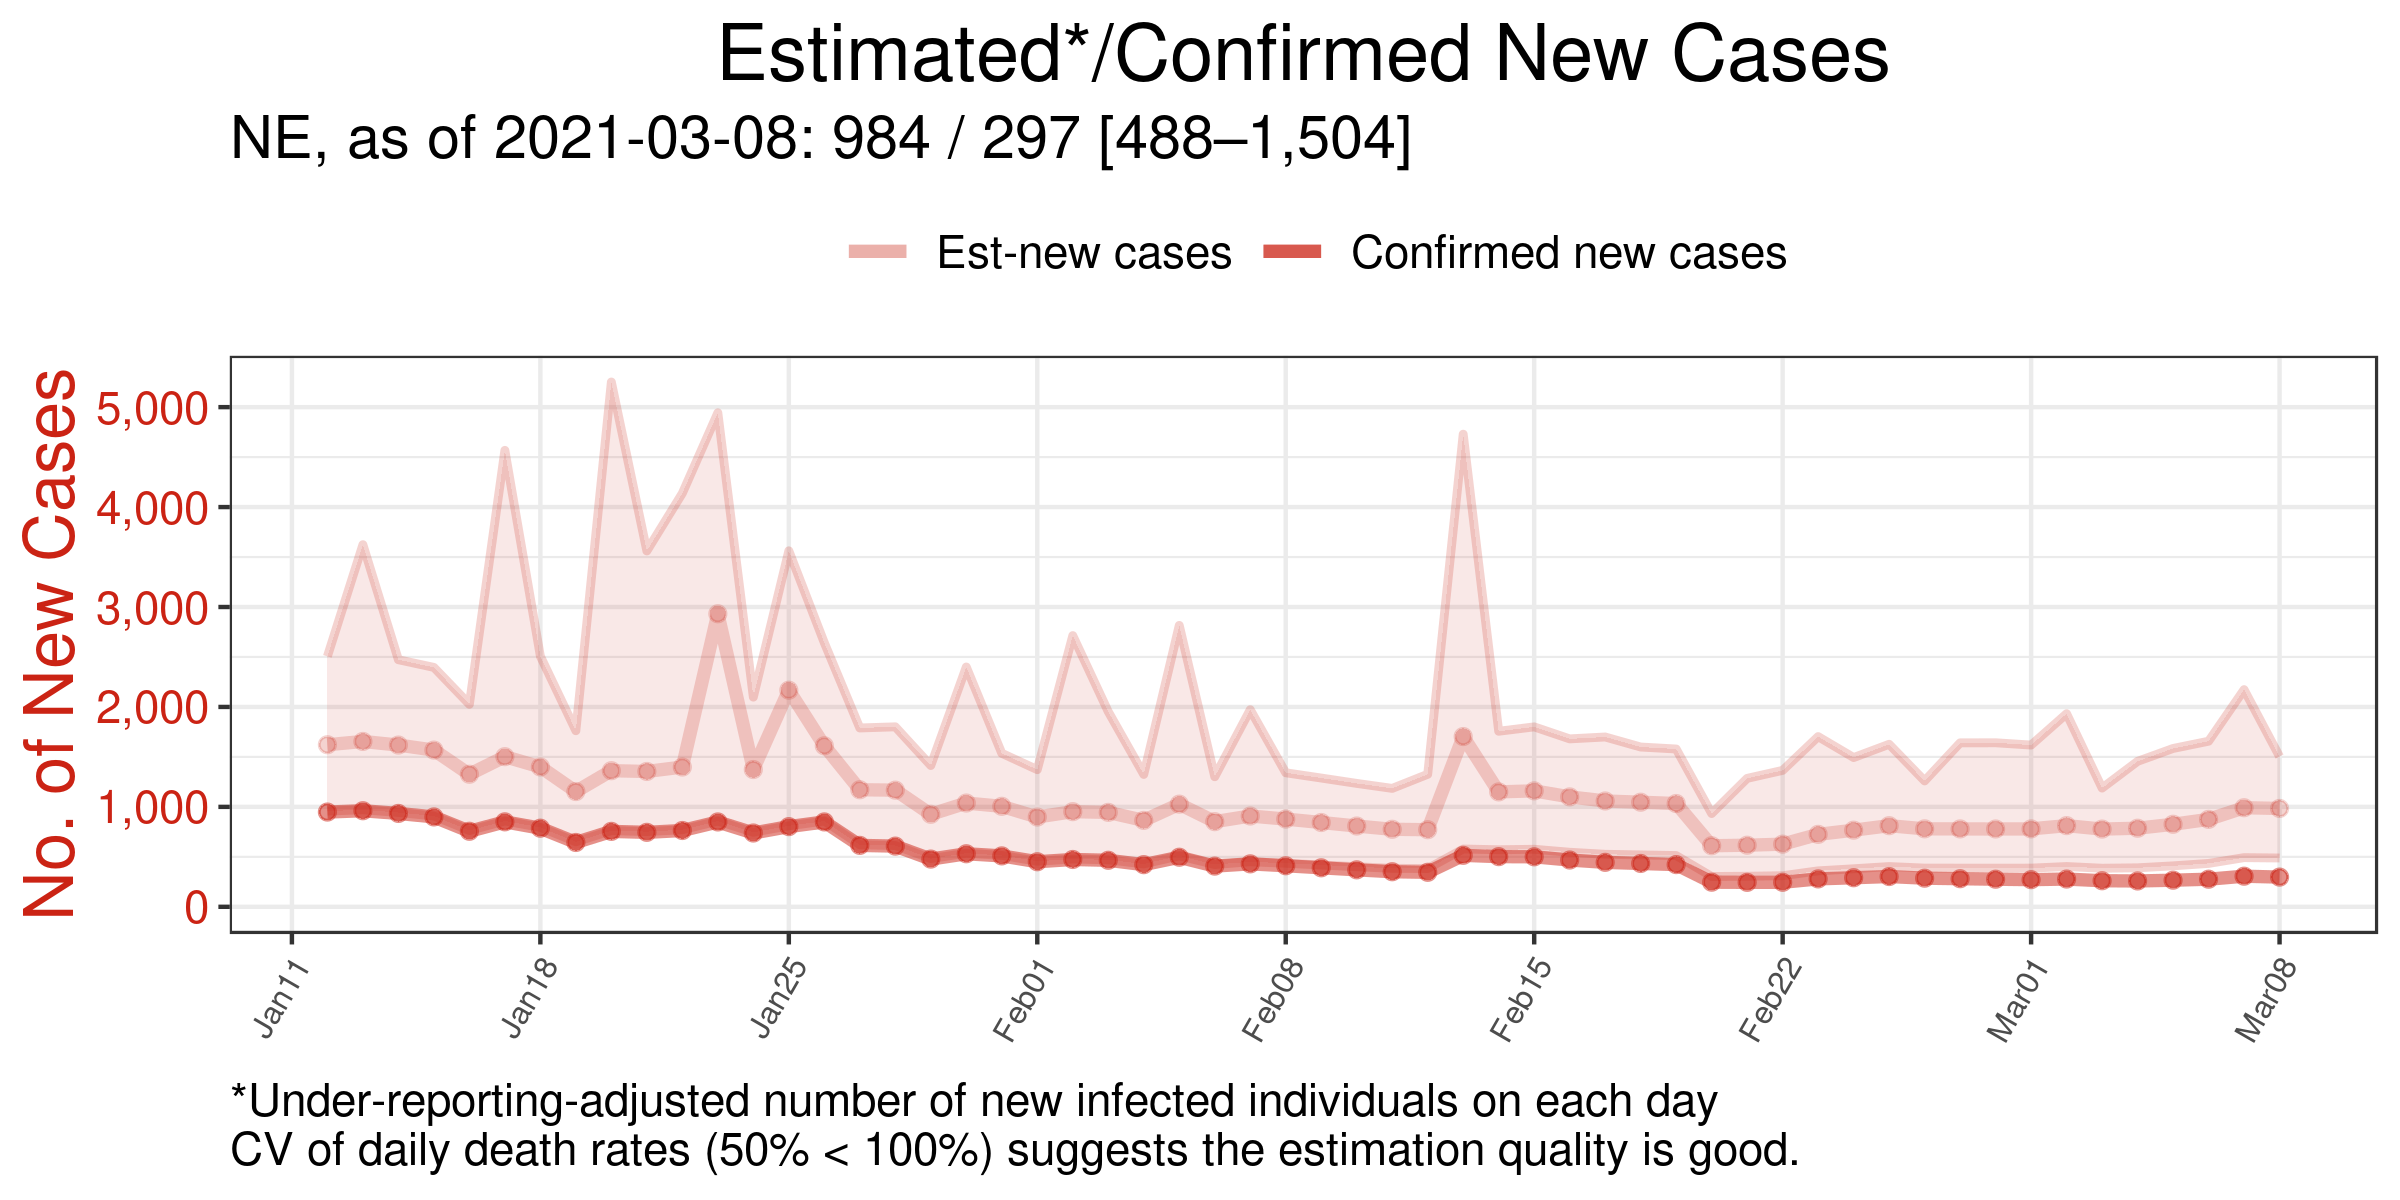 Estimated*/Confirmed New Cases
NE, as of 2021-03-08: 984 / 297 [488–1,504]
Est-new cases
Confirmed new cases
No. of New Cases
5,000
4,000
3,000
2,000
1,000
0
Jan11
Jan18
Jan25
Feb01
Feb08
Feb15
Feb22
Mar01
Mar08
*Under-reporting-adjusted number of new infected individuals on each day
CV of daily death rates (50% < 100%) suggests the estimation quality is good.